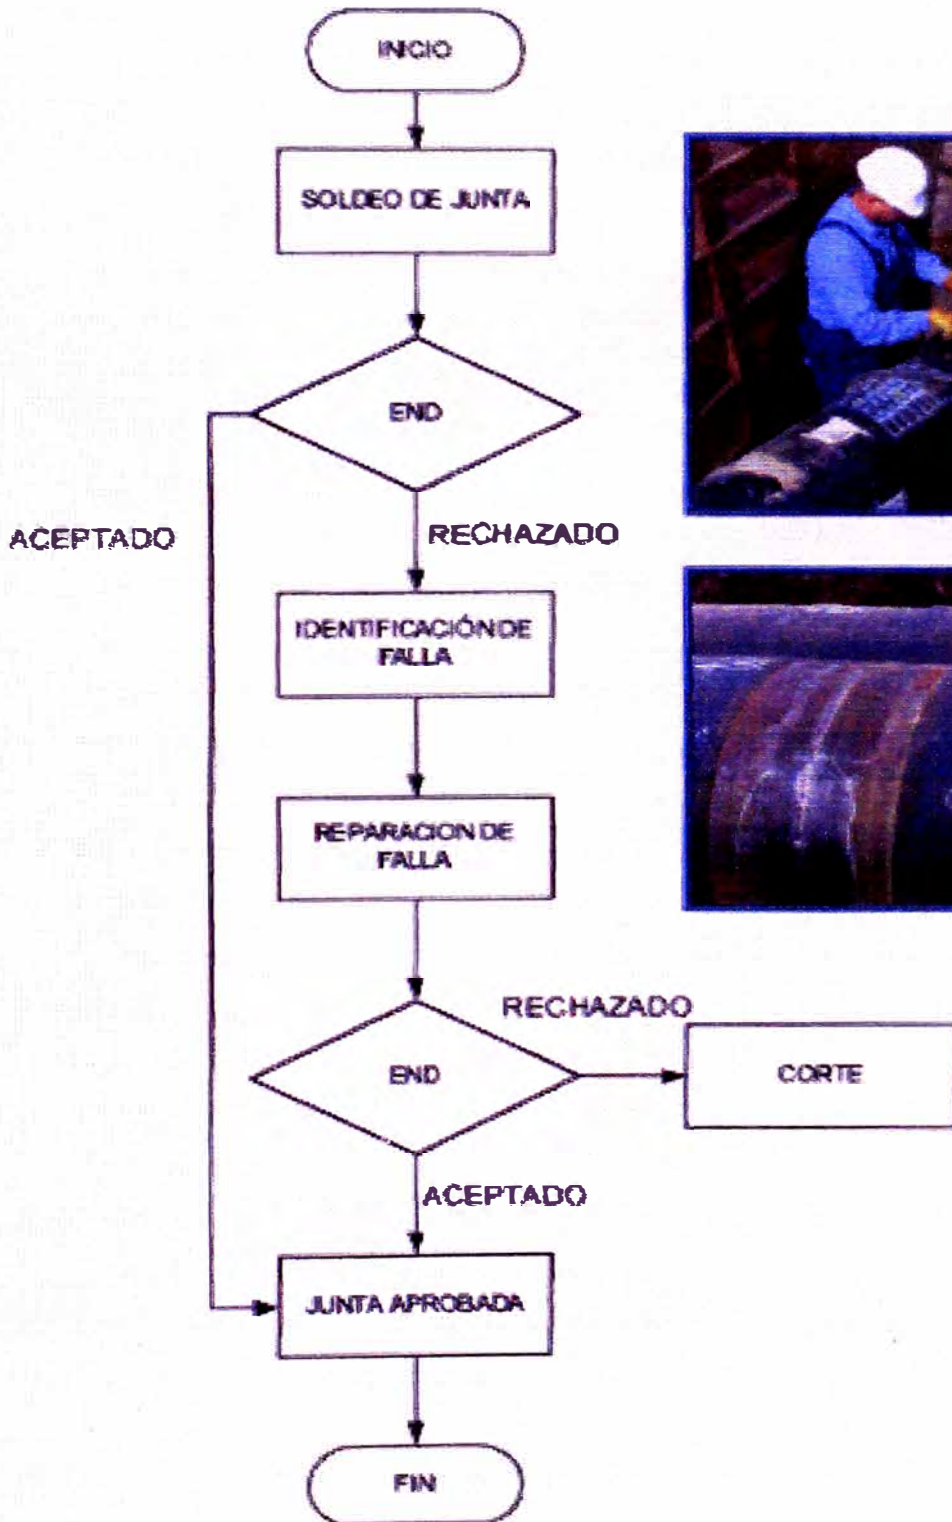 INICIO
SOLDEO DE JUNTA
END
ACEPTADO
RECHAZADO
IDENTIFICACIÓN DE
FALLA
REPARACION DE
FALLA
END
RECHAZADO
CORTE
ACEPTADO
JUNTA APROBADA
FIN